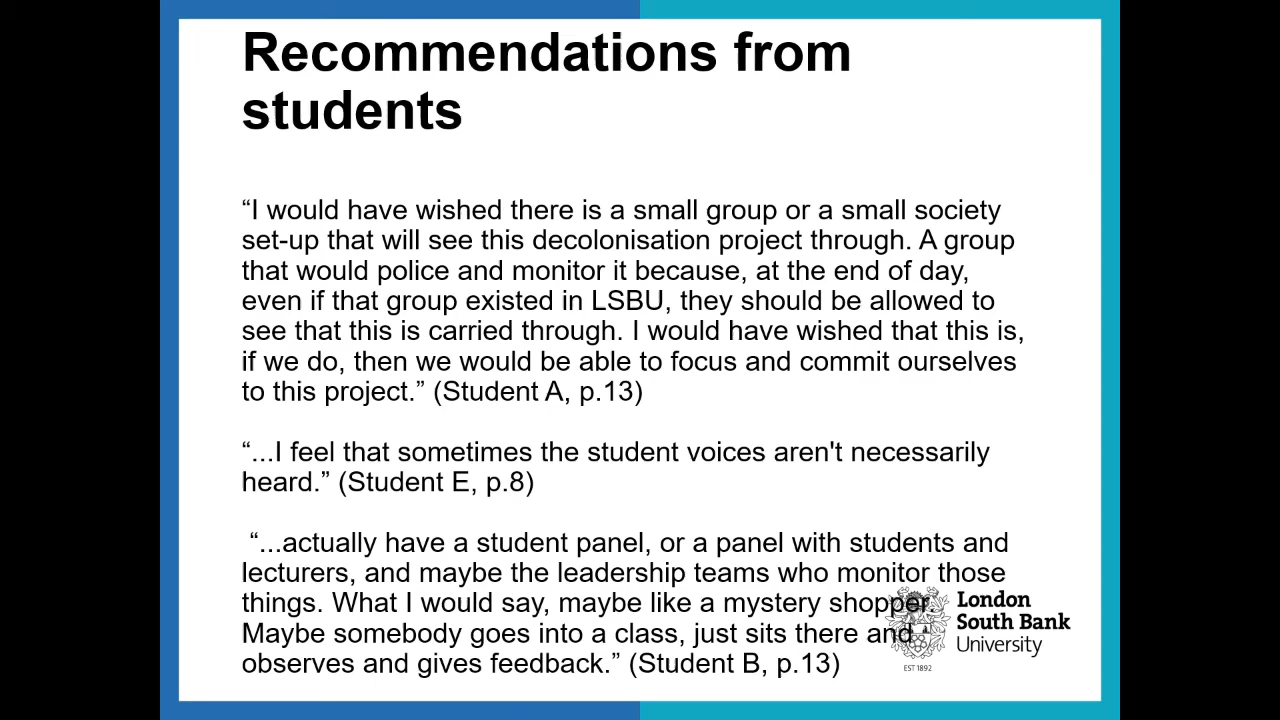 Recommendations from
students
“I would have wished there is a small group or a small society
set-up that will see this decolonisation project through. A group
that would police and monitor it because, at the end of day,
even if that group existed in LSBU, they should be allowed to
see that this is carried through. I would have wished that this is,
if we do, then we would be able to focus and commit ourselves
to this project.” (Student A, p.13)
“...I feel that sometimes the student voices aren't necessarily
heard.” (Student E, p.8)
“...actually have a student panel, or a panel with students and
lecturers, and maybe the leadership teams who monitor those
things. What I would say, maybe like a mystery shopper.
Maybe somebody goes into a class, just sits there and
observes and gives feedback.” (Student B, p.13)
London
South Bank
University
EST 1892